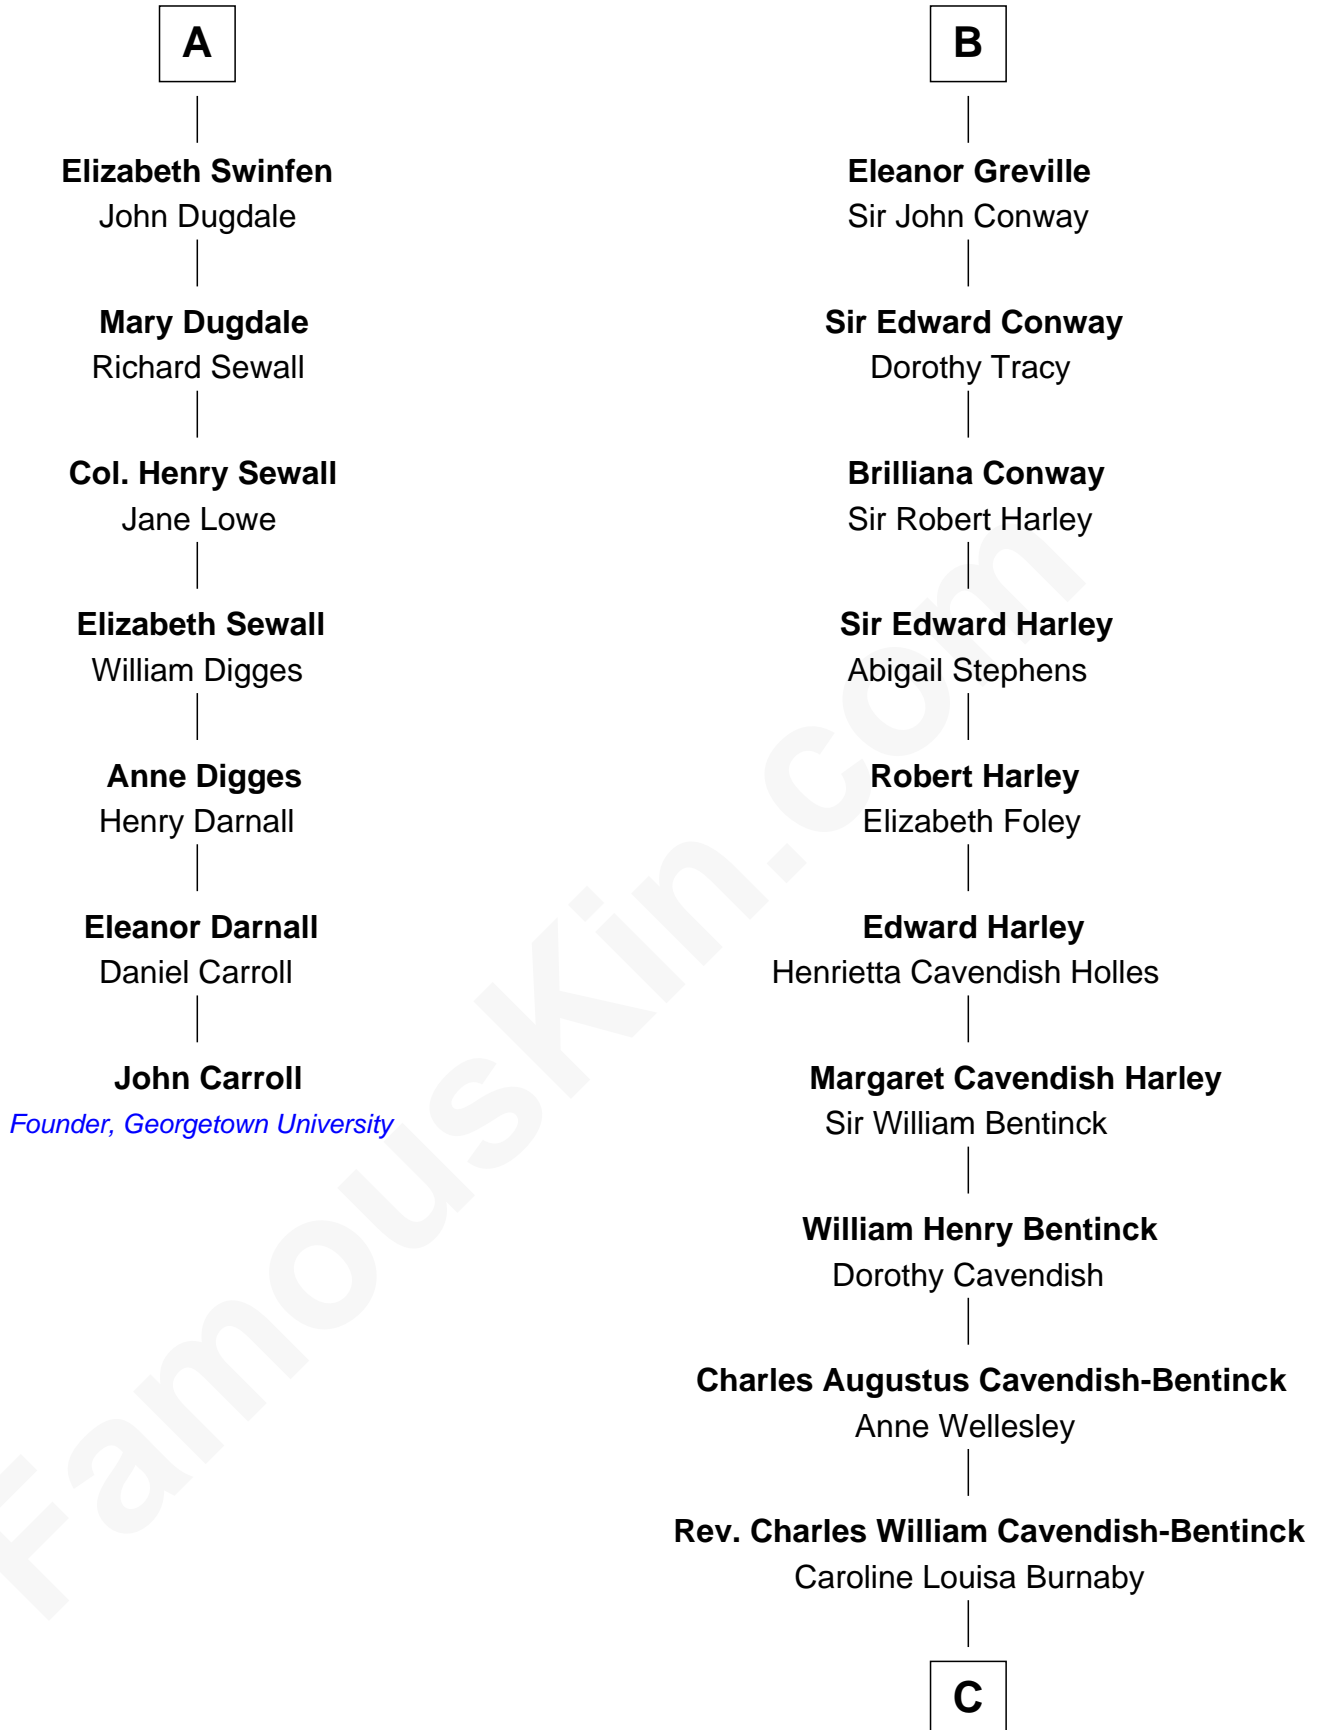 A
Elizabeth Swinfen
John Dugdale
Mary Dugdale
Richard Sewall
Col. Henry Sewall
Jane Lowe
Elizabeth Sewall
William Digges
Anne Digges
Henry Darnall
Eleanor Darnall
Daniel Carroll
John Carroll
Founder, Georgetown University
B
Eleanor Greville
Sir John Conway
Sir Edward Conway
Dorothy Tracy
Brilliana Conway
Sir Robert Harley
Sir Edward Harley
Abigail Stephens
Robert Harley
Elizabeth Foley
Edward Harley
Henrietta Cavendish Holles
Margaret Cavendish Harley
Sir William Bentinck
William Henry Bentinck
Dorothy Cavendish
Charles Augustus Cavendish-Bentinck
Anne Wellesley
Rev. Charles William Cavendish-Bentinck
Caroline Louisa Burnaby
C
FamousKin.com